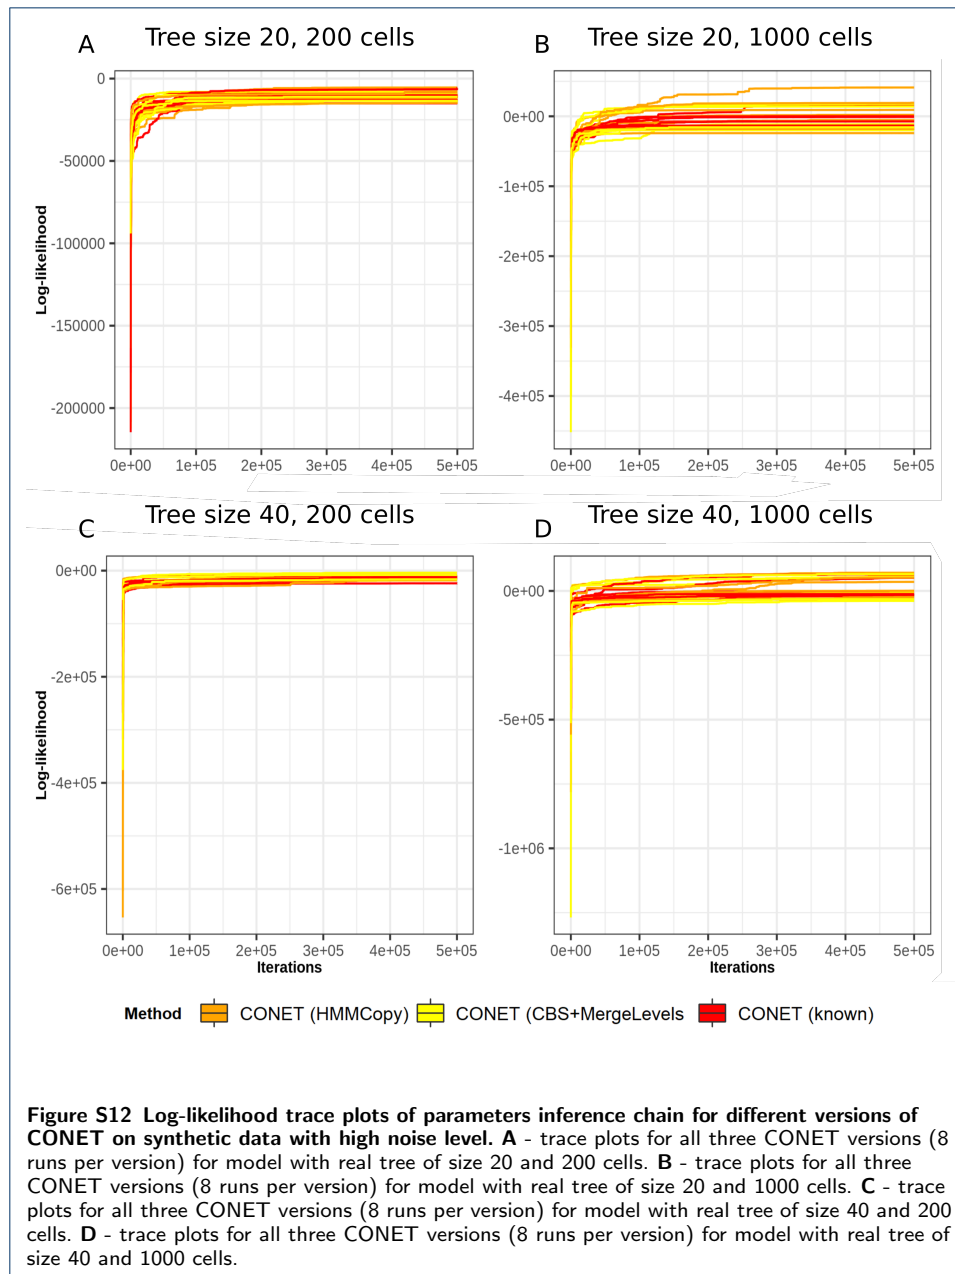 A Tree size 20, 200 cells
B Tree size 20, 1000 cells
0
-50000
-100000
-150000
-200000
Log-likelihood
0e+00 1e+05 2e+05 3e+05 4e+05 5e+05
0e+00
-1e+05
-2e+05
-3e+05
-4e+05
0e+00 1e+05 2e+05 3e+05 4e+05 5e+05
C Tree size 40, 200 cells
D Tree size 40, 1000 cells
0e+00
-2e+05
-4e+05
-6e+05
Log-likelihood
0e+00 1e+05 2e+05 3e+05 4e+05 5e+05
Iterations
0e+00
-5e+05
-1e+06
0e+00 1e+05 2e+05 3e+05 4e+05 5e+05
Iterations
Method CONET (HMMCopy) CONET (CBS+MergeLevels CONET (known)
Figure S12 Log-likelihood trace plots of parameters inference chain for different versions of
CONET on synthetic data with high noise level. A - trace plots for all three CONET versions (8
runs per version) for model with real tree of size 20 and 200 cells. B - trace plots for all three
CONET versions (8 runs per version) for model with real tree of size 20 and 1000 cells. C - trace
plots for all three CONET versions (8 runs per version) for model with real tree of size 40 and 200
cells. D - trace plots for all three CONET versions (8 runs per version) for model with real tree of
size 40 and 1000 cells.